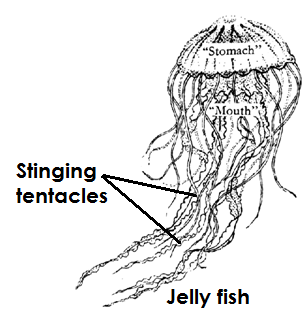 "Stomach"
"Mouth"
Stinging
tentacles
Jelly fish